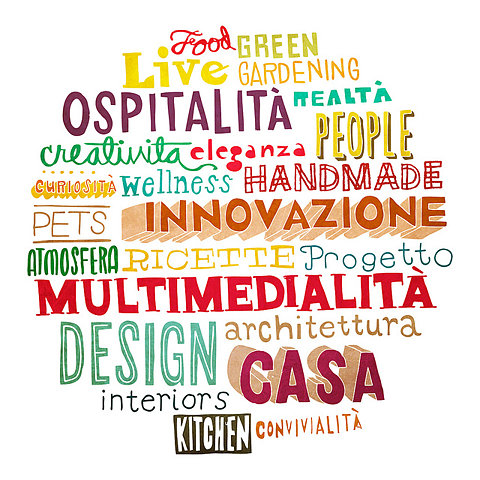 Food GREEN
Live GARDENING
OSPITALITÀ REALTÀ
PEOPLE
creatività eleganza
CURIOSITÀ wellness HANDMADE
PETS INNOVAZIONE
ATMOSFERA RICETTE Progetto
MULTIMEDIALITÀ
DESIGN architettura
CASA
interiors
KITCHEN CONVIVIALITÀ